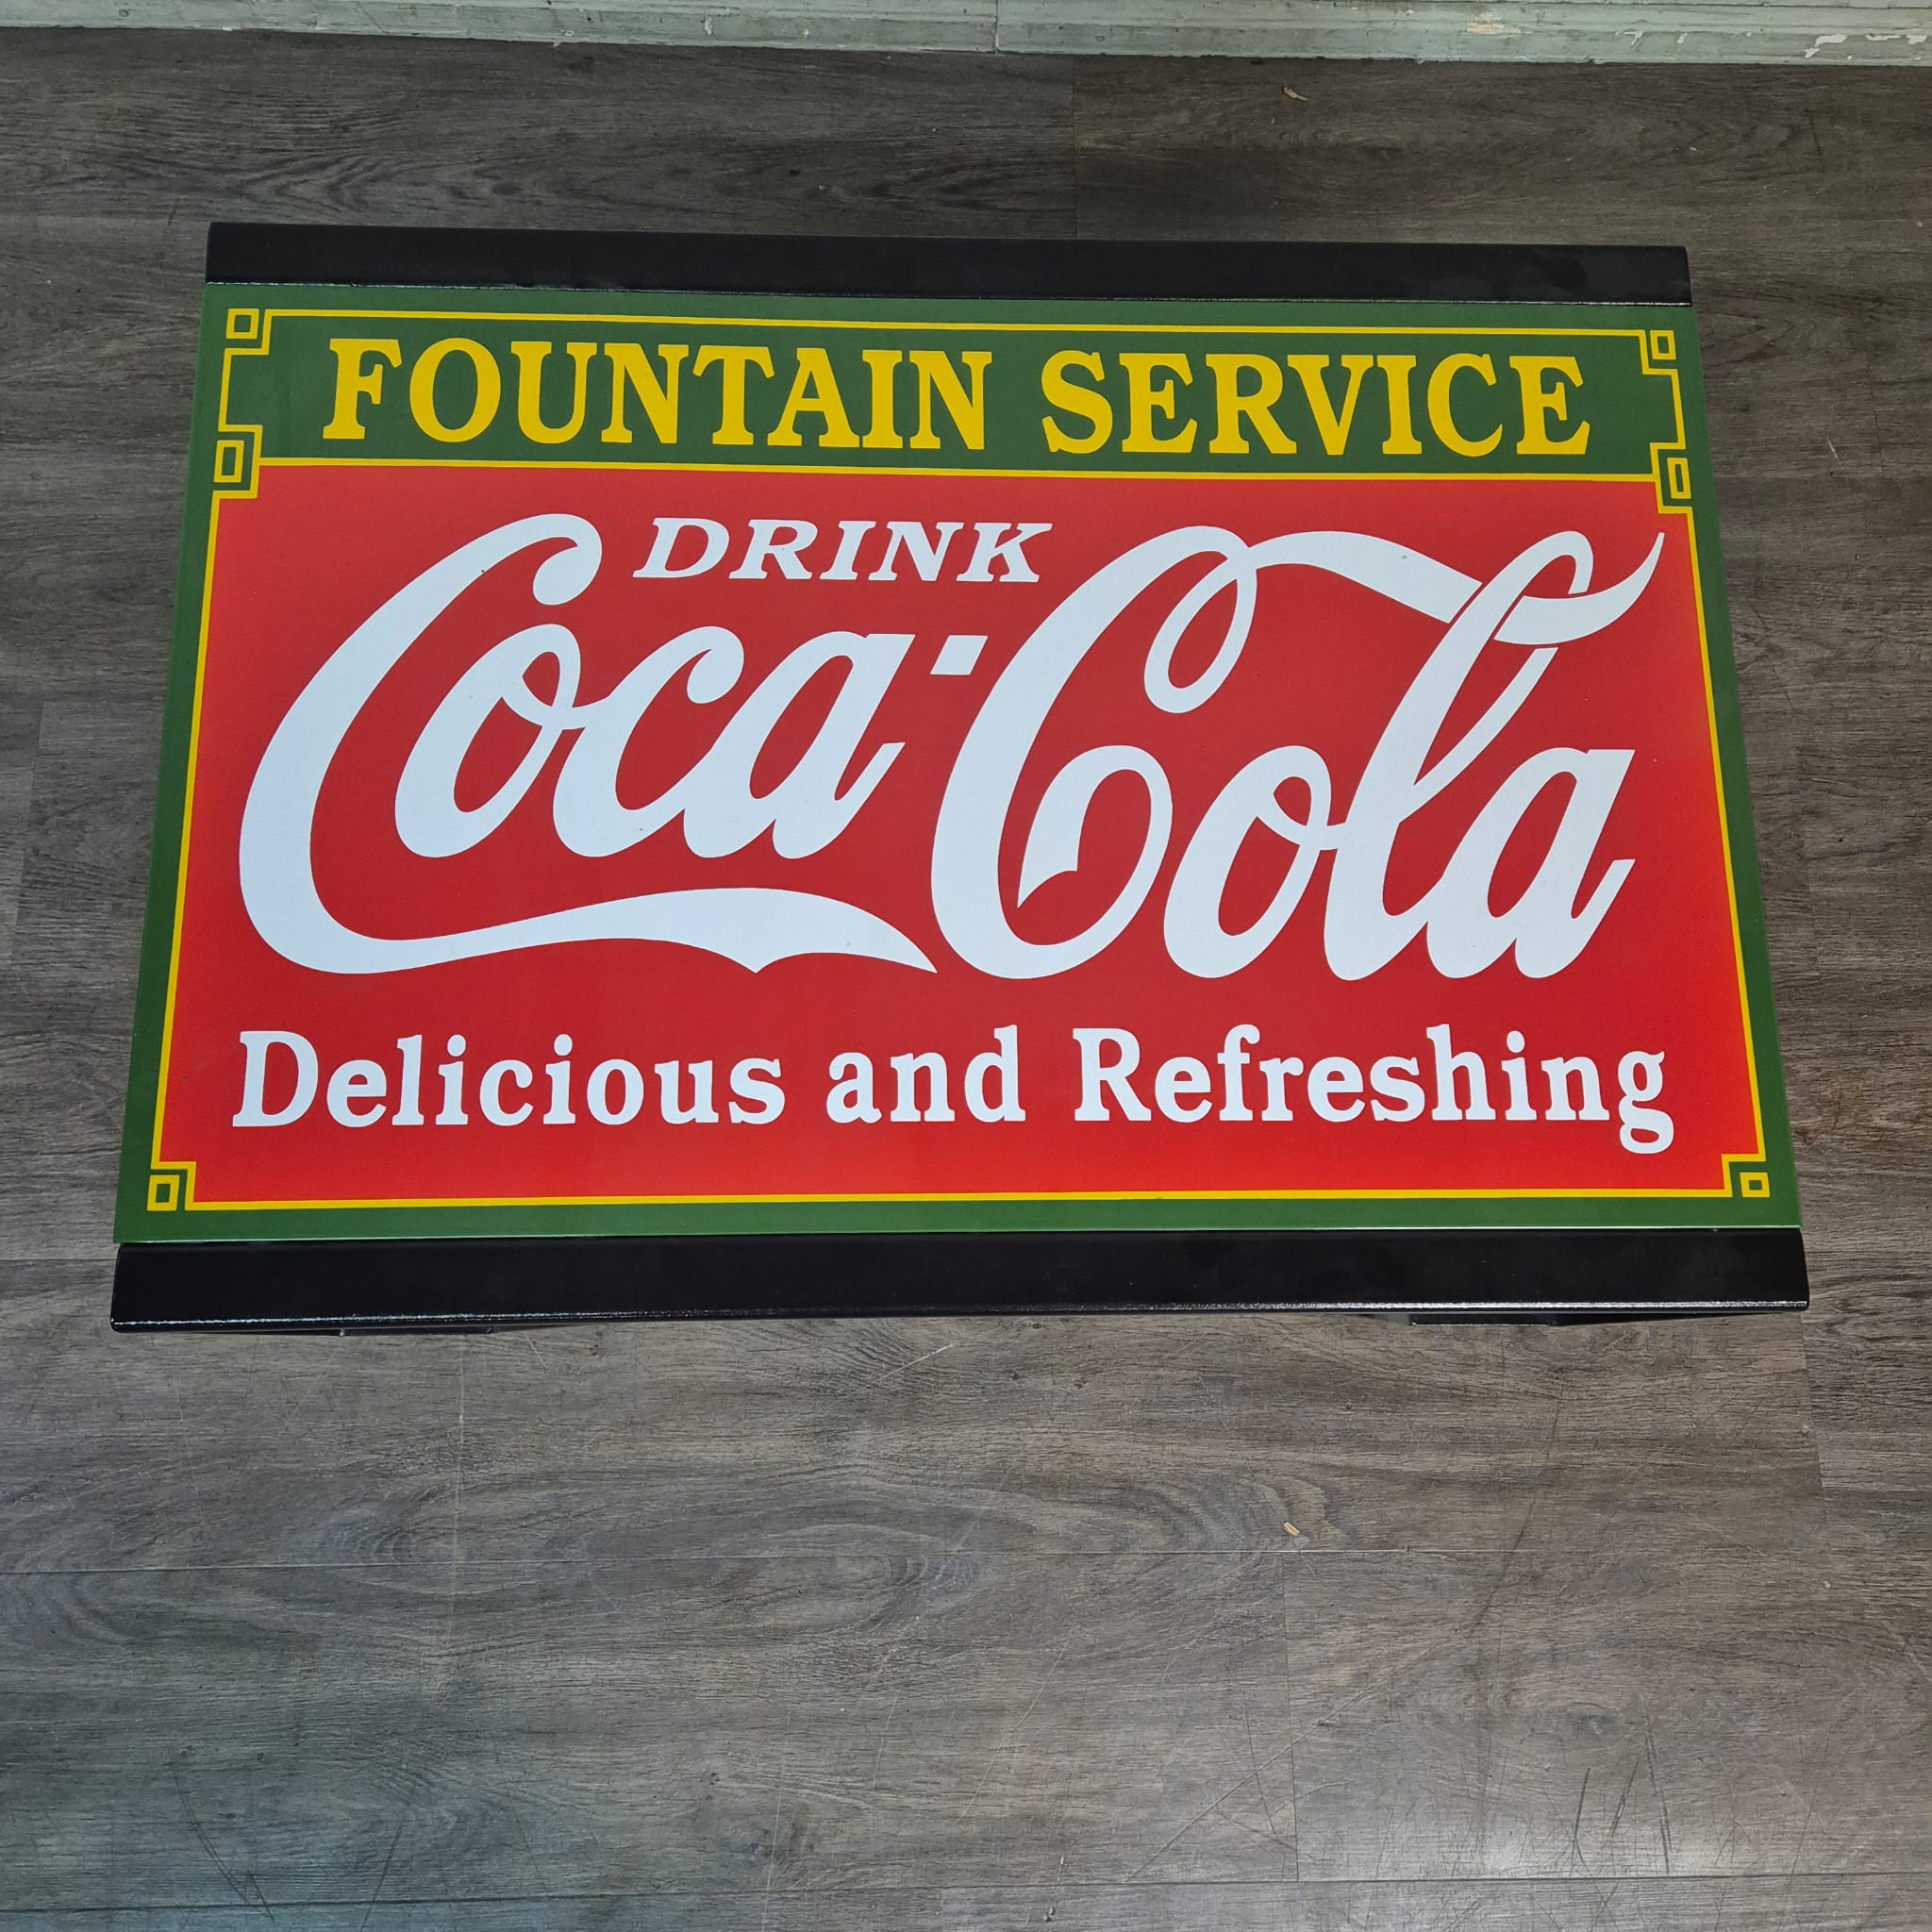 FOUNTAIN SERVICE
DRINK
Coca-Cola
Delicious and Refreshing